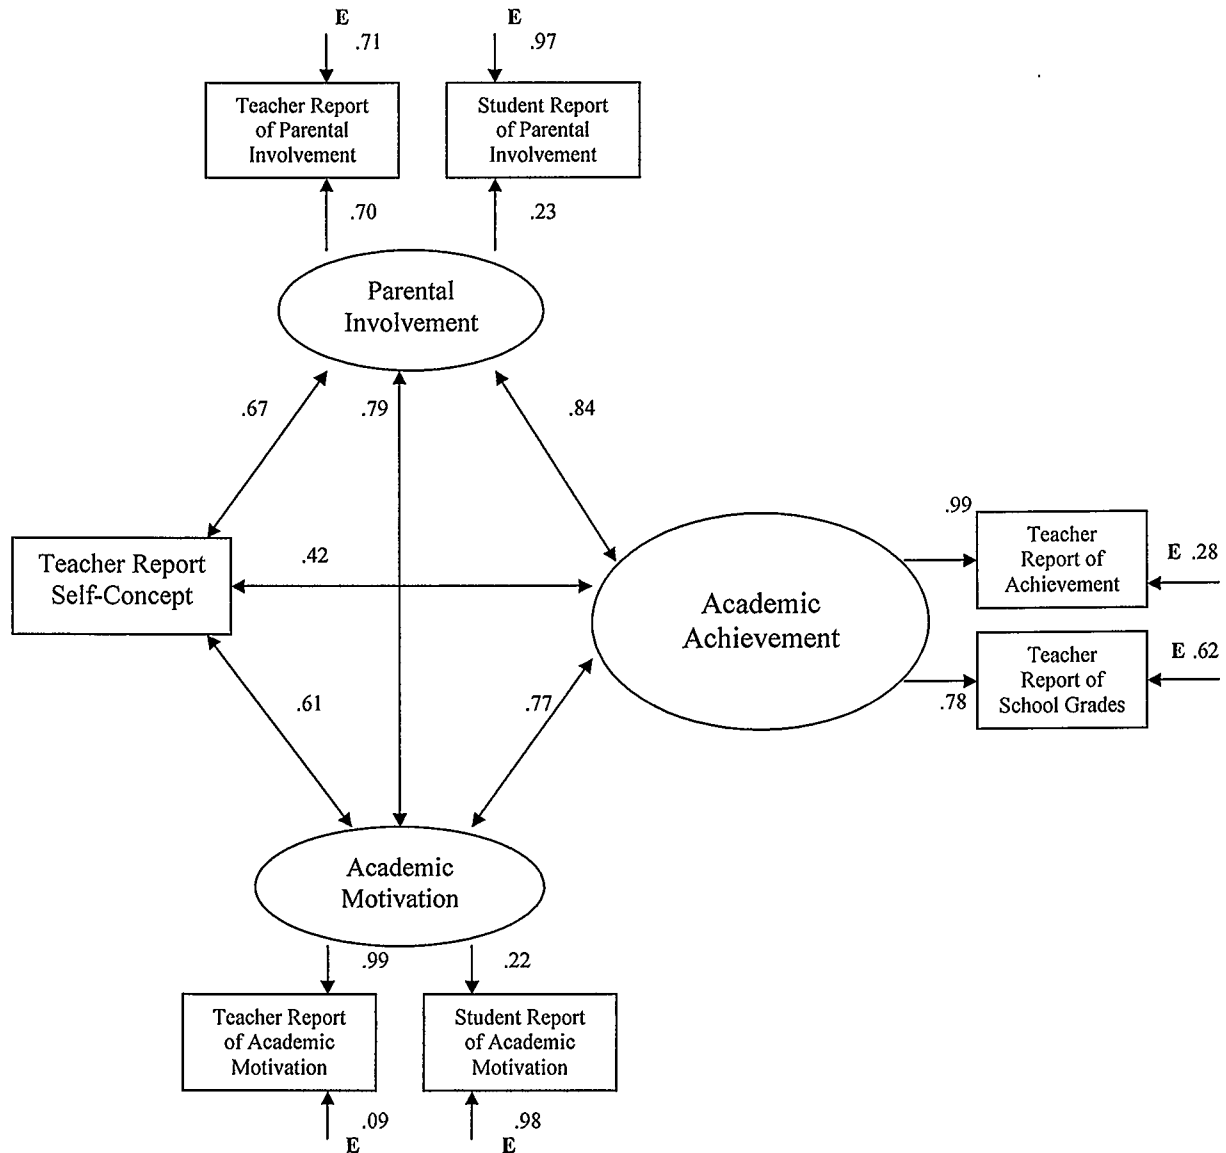 E
.71
E
.97
Teacher Report
of Parental
Involvement
Student Report
of Parental
Involvement
.70
.23
Parental
Involvement
.67
.79
.84
Teacher Report
Self-Concept
.42
Academic
Achievement
.99
Teacher
Report of
Achievement
E .28
Teacher
Report of
School Grades
E .62
.78
.61
.77
Academic
Motivation
.99
.22
Teacher Report
of Academic
Motivation
Student Report
of Academic
Motivation
.09
E
.98
E